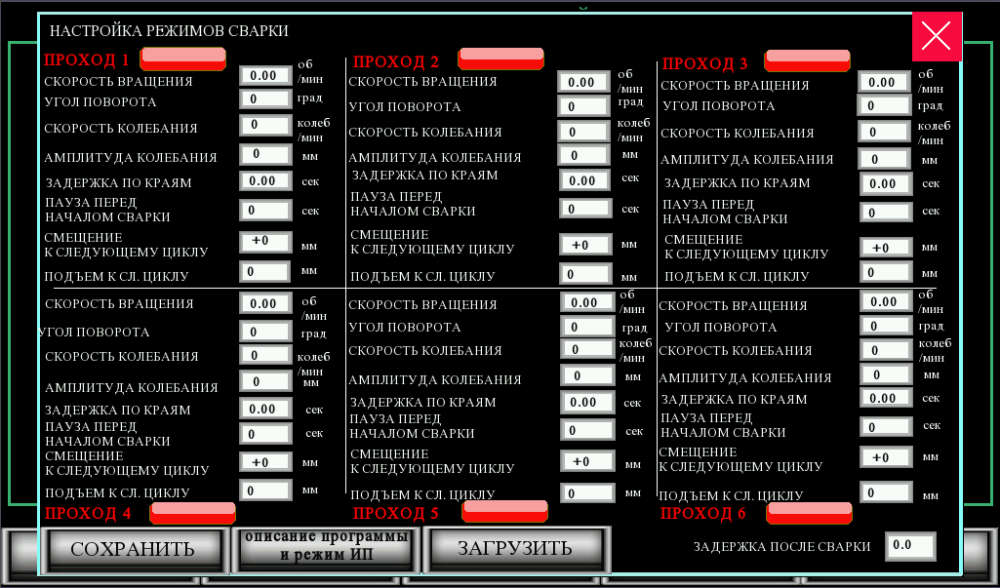 НАСТРОЙКА РЕЖИМОВ СВАРКИ
ПРОХОД 1
СКОРОСТЬ ВРАЩЕНИЯ 0.00 об
/мин
УГОЛ ПОВОРОТА 0 град
СКОРОСТЬ КОЛЕБАНИЯ 0 колеб
/мин
АМПЛИТУДА КОЛЕБАНИЯ 0 мм
ЗАДЕРЖКА ПО КРАЯМ 0.00 сек
ПАУЗА ПЕРЕД
НАЧАЛОМ СВАРКИ 0 сек
СМЕЩЕНИЕ
К СЛЕДУЮЩЕМУ ЦИКЛУ +0 мм
ПОДЪЕМ К СЛ. ЦИКЛУ 0 мм
ПРОХОД 2
СКОРОСТЬ ВРАЩЕНИЯ 0.00 об
/мин
УГОЛ ПОВОРОТА 0 град
СКОРОСТЬ КОЛЕБАНИЯ 0 колеб
/мин
АМПЛИТУДА КОЛЕБАНИЯ 0 мм
ЗАДЕРЖКА ПО КРАЯМ 0.00 сек
ПАУЗА ПЕРЕД
НАЧАЛОМ СВАРКИ 0 сек
СМЕЩЕНИЕ
К СЛЕДУЮЩЕМУ ЦИКЛУ +0 мм
ПОДЪЕМ К СЛ. ЦИКЛУ 0 мм
ПРОХОД 3
СКОРОСТЬ ВРАЩЕНИЯ 0.00 об
/мин
УГОЛ ПОВОРОТА 0 град
СКОРОСТЬ КОЛЕБАНИЯ 0 колеб
/мин
АМПЛИТУДА КОЛЕБАНИЯ 0 мм
ЗАДЕРЖКА ПО КРАЯМ 0.00 сек
ПАУЗА ПЕРЕД
НАЧАЛОМ СВАРКИ 0 сек
СМЕЩЕНИЕ
К СЛЕДУЮЩЕМУ ЦИКЛУ +0 мм
ПОДЪЕМ К СЛ. ЦИКЛУ 0 мм
СКОРОСТЬ ВРАЩЕНИЯ 0.00 об
/мин
УГОЛ ПОВОРОТА 0 град
СКОРОСТЬ КОЛЕБАНИЯ 0 колеб
/мин
АМПЛИТУДА КОЛЕБАНИЯ 0 мм
ЗАДЕРЖКА ПО КРАЯМ 0.00 сек
ПАУЗА ПЕРЕД
НАЧАЛОМ СВАРКИ 0 сек
СМЕЩЕНИЕ
К СЛЕДУЮЩЕМУ ЦИКЛУ +0 мм
ПОДЪЕМ К СЛ. ЦИКЛУ 0 мм
ПРОХОД 4
СКОРОСТЬ ВРАЩЕНИЯ 0.00 об
/мин
УГОЛ ПОВОРОТА 0 град
СКОРОСТЬ КОЛЕБАНИЯ 0 колеб
/мин
АМПЛИТУДА КОЛЕБАНИЯ 0 мм
ЗАДЕРЖКА ПО КРАЯМ 0.00 сек
ПАУЗА ПЕРЕД
НАЧАЛОМ СВАРКИ 0 сек
СМЕЩЕНИЕ
К СЛЕДУЮЩЕМУ ЦИКЛУ +0 мм
ПОДЪЕМ К СЛ. ЦИКЛУ 0 мм
ПРОХОД 5
СКОРОСТЬ ВРАЩЕНИЯ 0.00 об
/мин
УГОЛ ПОВОРОТА 0 град
СКОРОСТЬ КОЛЕБАНИЯ 0 колеб
/мин
АМПЛИТУДА КОЛЕБАНИЯ 0 мм
ЗАДЕРЖКА ПО КРАЯМ 0.00 сек
ПАУЗА ПЕРЕД
НАЧАЛОМ СВАРКИ 0 сек
СМЕЩЕНИЕ
К СЛЕДУЮЩЕМУ ЦИКЛУ +0 мм
ПОДЪЕМ К СЛ. ЦИКЛУ 0 мм
ПРОХОД 6
СОХРАНИТЬ
описание программы
и режим ИП
ЗАГРУЗИТЬ
ЗАДЕРЖКА ПОСЛЕ СВАРКИ 0.0